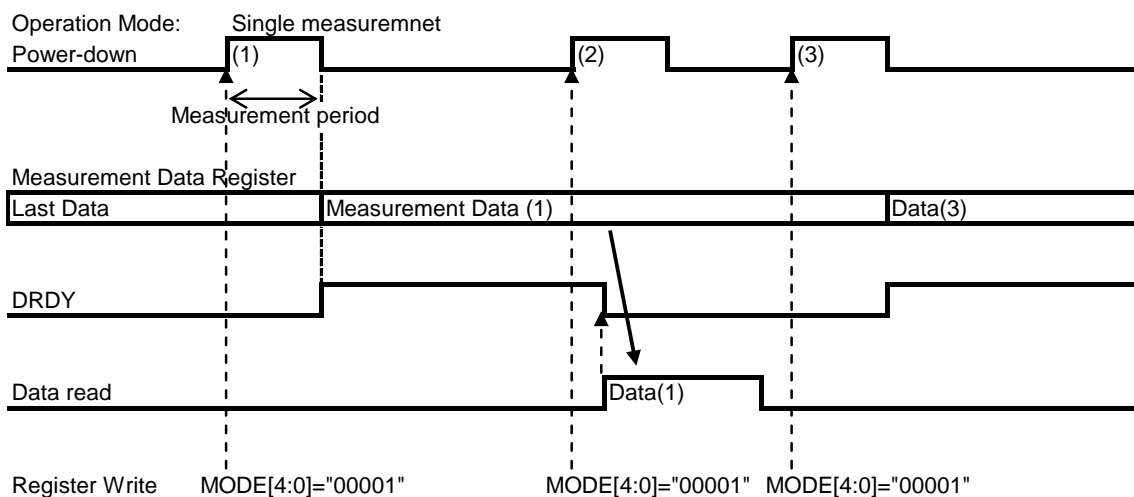 Operation Mode: Single measuremnet
Power-down (1) (2) (3)
Measurement period
Measurement Data Register
Last Data Measurement Data (1) Data(3)
DRDY
Data read Data(1)
Register Write MODE[4:0]="00001" MODE[4:0]="00001" MODE[4:0]="00001"